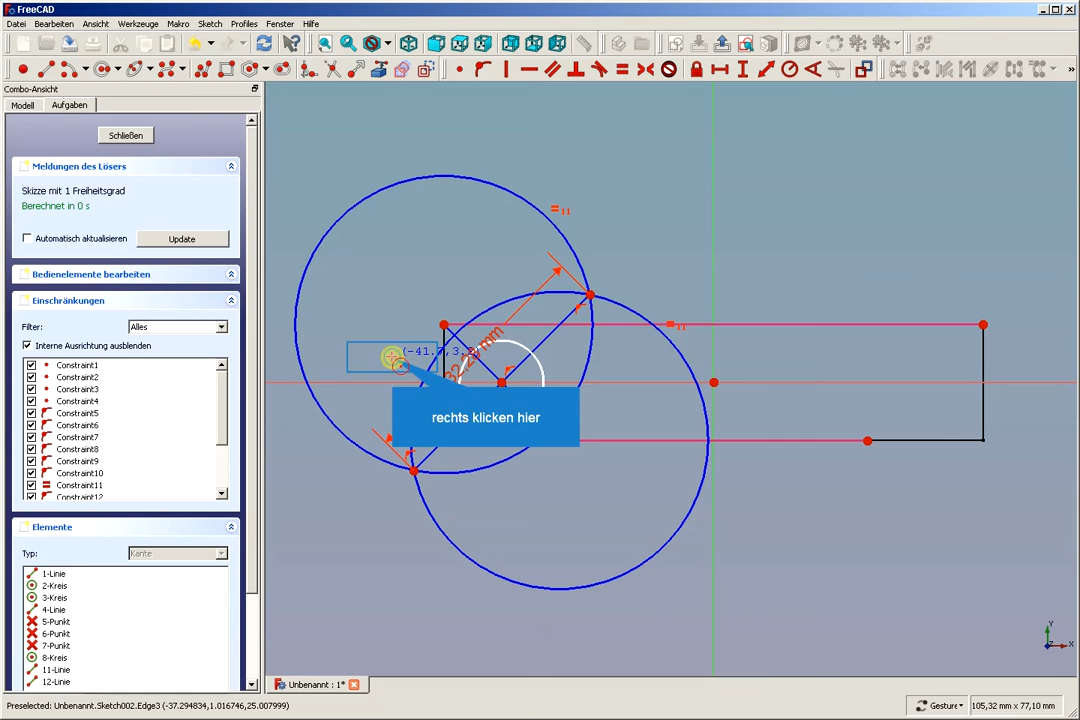 FreeCAD
Datei Bearbeiten Ansicht Werkzeuge Makro Sketch Profiles Fenster Hilfe
Combo-Ansicht
Modell Aufgaben
Schließen
Meldungen des Lösers
Skizze mit 1 Freiheitsgrad
Berechnet in 0 s
Automatisch aktualisieren Update
Bedienelemente bearbeiten
Einschränkungen
Filter: Alles
Interne Ausrichtung ausblenden
Constraint1
Constraint2
Constraint3
Constraint4
Constraint5
Constraint6
Constraint7
Constraint8
Constraint9
Constraint10
Constraint11
Constraint12
Elemente
Typ: Kante
1-Linie
2-Kreis
3-Kreis
4-Linie
5-Punkt
6-Punkt
7-Punkt
8-Kreis
11-Linie
12-Linie
11
11
rechts klicken hier
Y
Z X
Unbenannt : 1*
Preselected: Unbenannt.Sketch002.Edge3 (-37.294834,1.016746,25.007999)
Gesture
105,32 mm x 77,10 mm